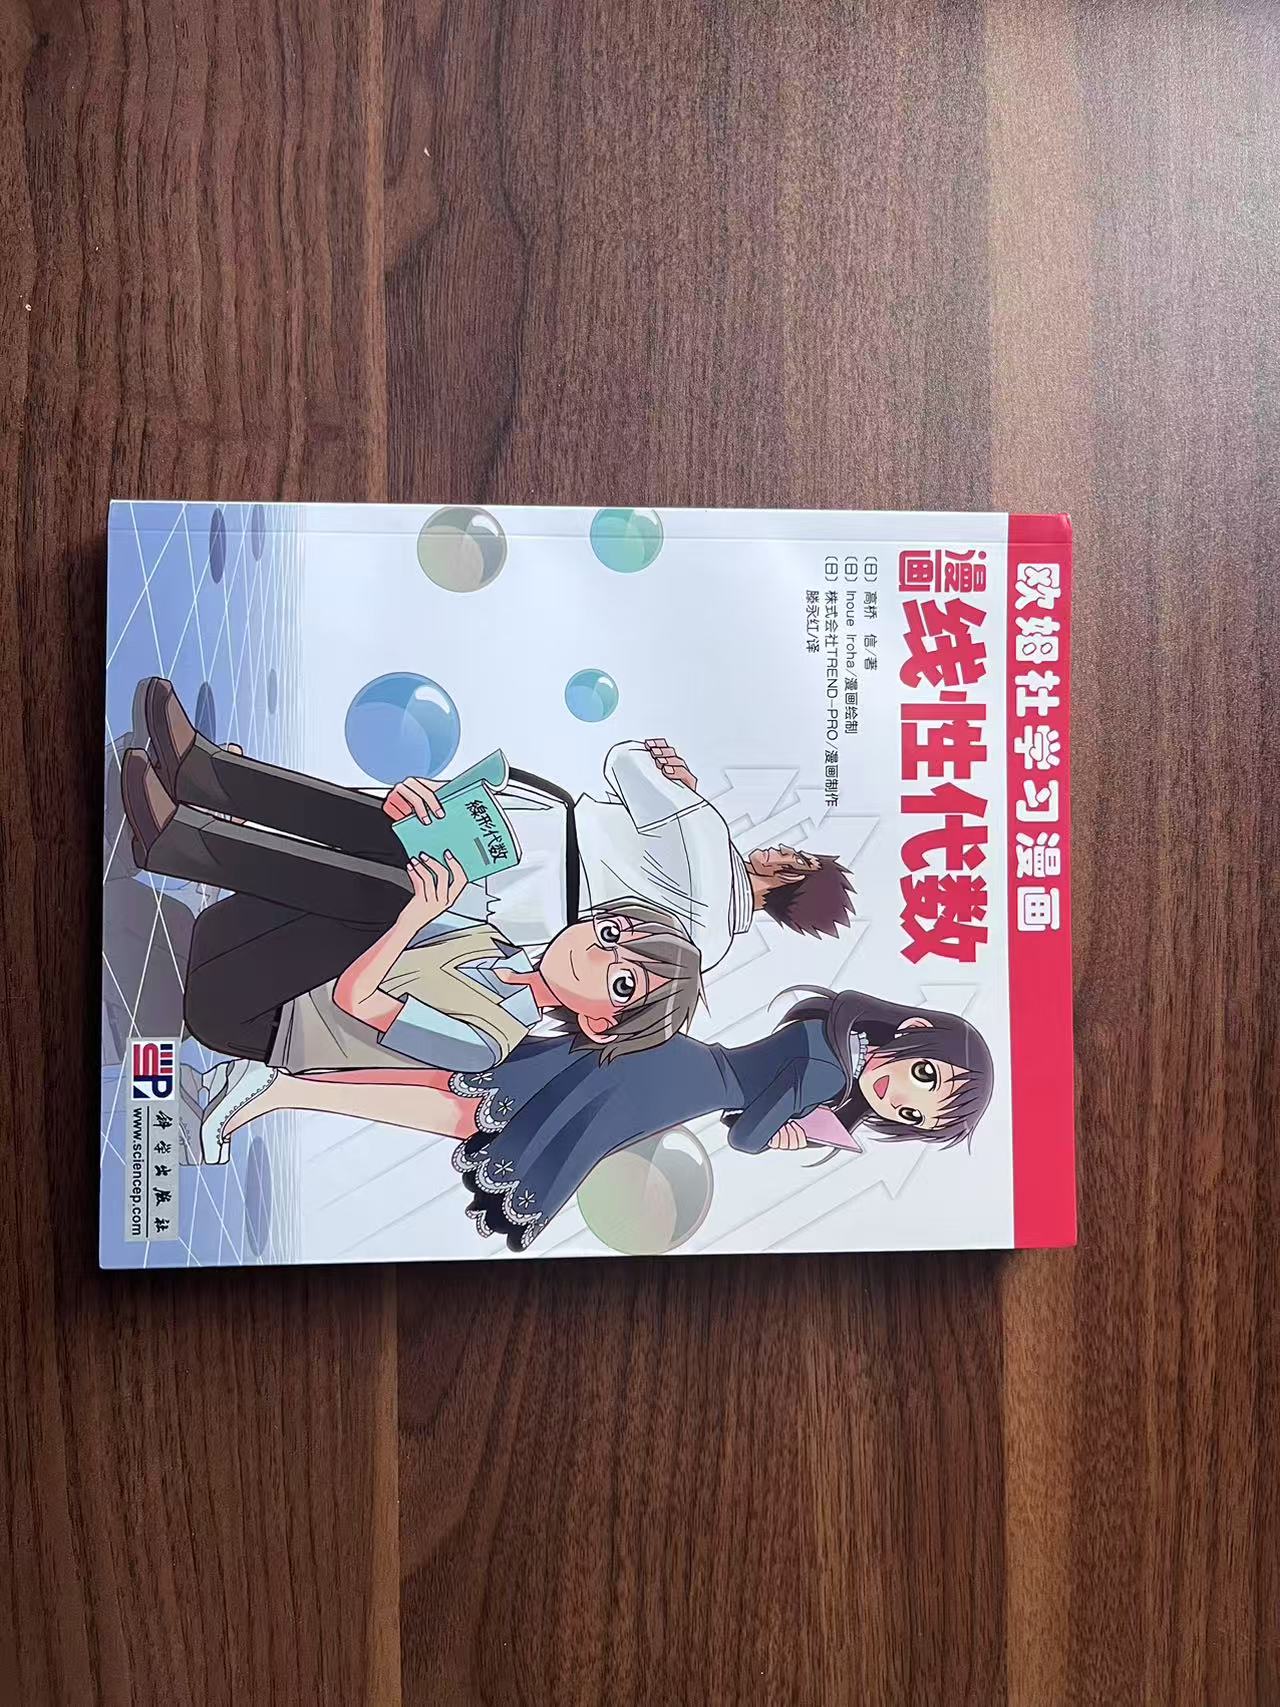 欧姆社学习漫画
漫画 线性代数
〔日〕高桥 信/著
〔日〕Inoue Iroha/漫画绘制
〔日〕株式会社TREND-PRO/漫画制作
滕永红/译
線形代数
SP 科学出版社
www.sciencep.com